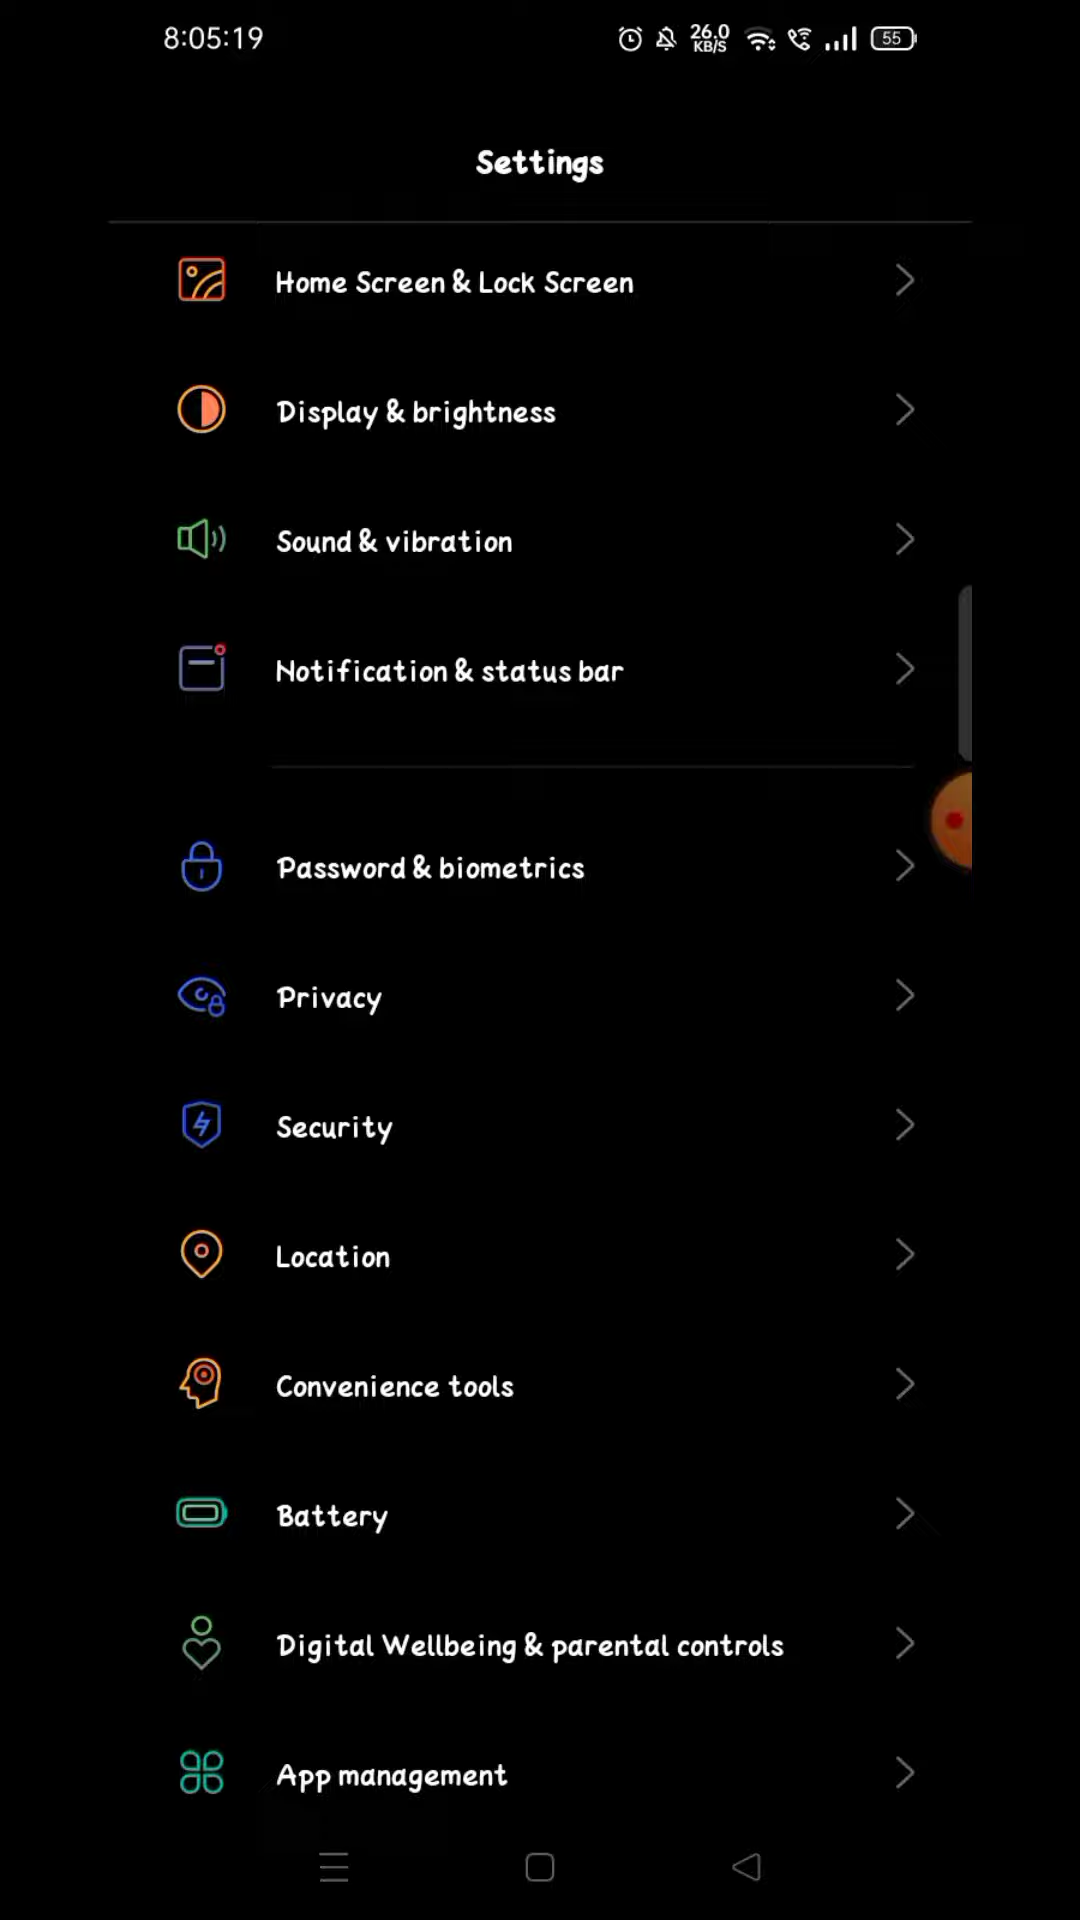 8:05:19
26.0
KB/S
55
Settings
Home Screen & Lock Screen
Display & brightness
Sound & vibration
Notification & status bar
Password & biometrics
Privacy
Security
Location
Convenience tools
Battery
Digital Wellbeing & parental controls
App management